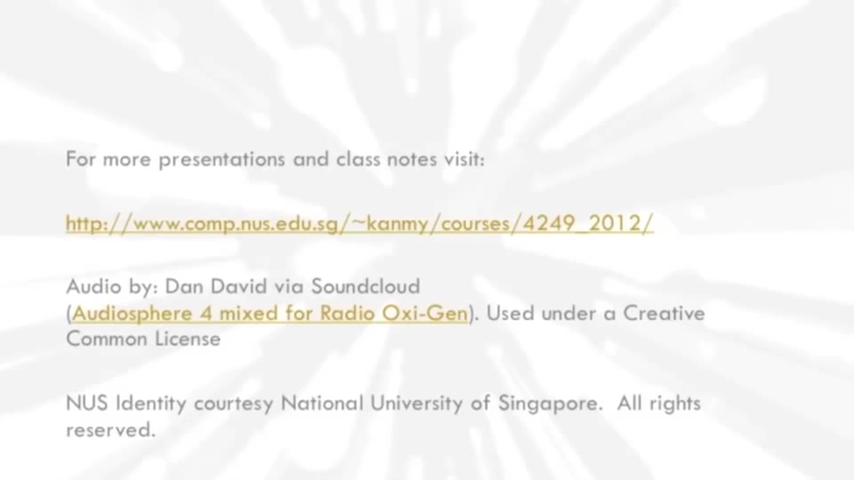 For more presentations and class notes visit:
http://www.comp.nus.edu.sg/~kanmy/courses/4249_2012/
Audio by: Dan David via Soundcloud
(Audiosphere 4 mixed for Radio Oxi-Gen). Used under a Creative
Common License
NUS Identity courtesy National University of Singapore.  All rights
reserved.